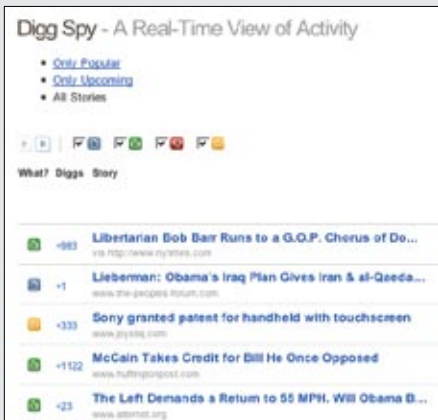 Digg Spy - A Real-Time View of Activity
Only Popular
Only Upcoming
All Stories
What? Diggs Story
+983 Libertarian Bob Barr Runs to a G.O.P. Chorus of Do...
via http://www.nytimes.com
+1 Lieberman: Obama's Iraq Plan Gives Iran & al-Qaeda...
www.the-peoples-forum.com
+333 Sony granted patent for handheld with touchscreen
www.joystiq.com
+1122 McCain Takes Credit for Bill He Once Opposed
www.huffingtonpost.com
+23 The Left Demands a Return to 55 MPH. Will Obama B...
www.alternet.org